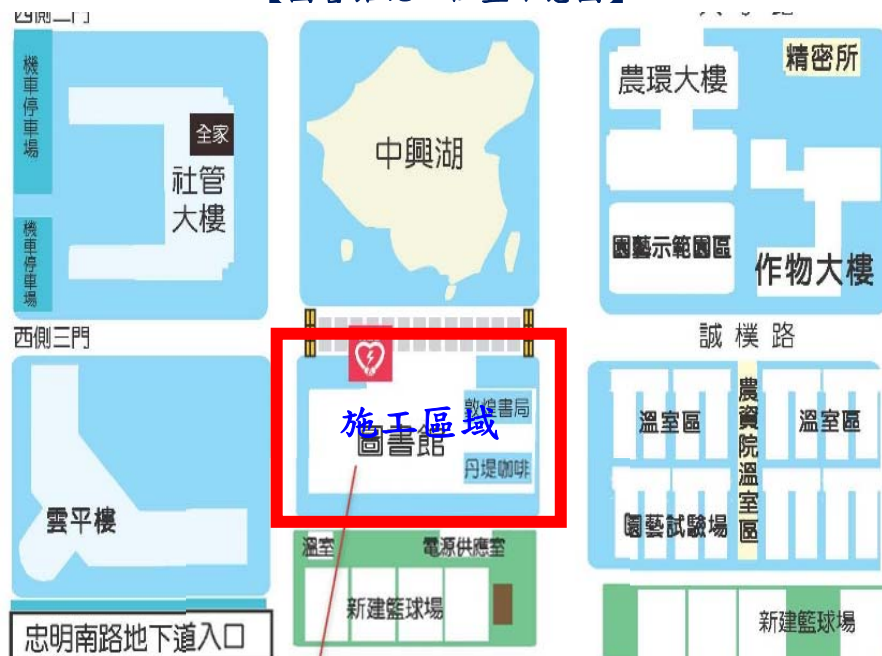 西側二門
機車停車場
全家
社管
大樓
機車停車場
西側三門
雲平樓
忠明南路地下道入口
中興湖
敦煌書局
施工區域
圖書館
丹堤咖啡
溫室
電源供應室
新建籃球場
農環大樓
精密所
園藝示範園區
作物大樓
誠樸路
溫室區
農資院溫室區
溫室區
園藝試驗場
新建籃球場